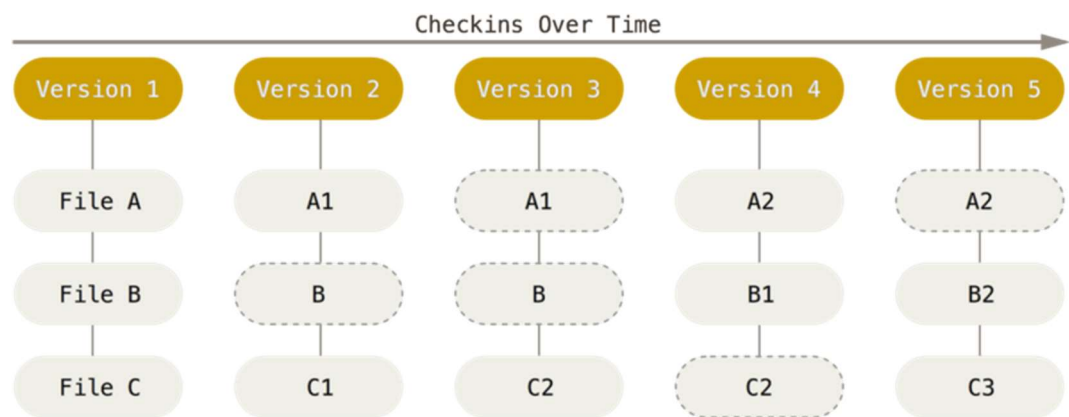 Checkins Over Time
Version 1 Version 2 Version 3 Version 4 Version 5
File A A1 A1 A2 A2
File B B B B1 B2
File C C1 C2 C2 C3